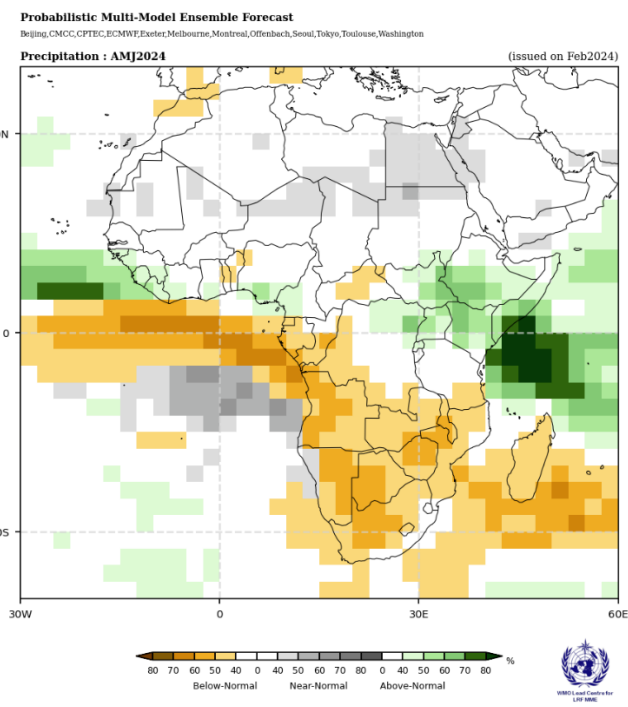 Probabilistic Multi-Model Ensemble Forecast
Beijing,CMCC,CPTEC,ECMWF,Exeter,Melbourne,Montreal,Offenbach,Seoul,Tokyo,Toulouse,Washington
Precipitation : AMJ2024 (issued on Feb2024)
0N
0
0S
30W 0 30E 60E
80 70 60 50 40 0 40 50 60 70 80 0 40 50 60 70 80 %
Below-Normal Near-Normal Above-Normal
WMO Lead Centre for
LRF MME